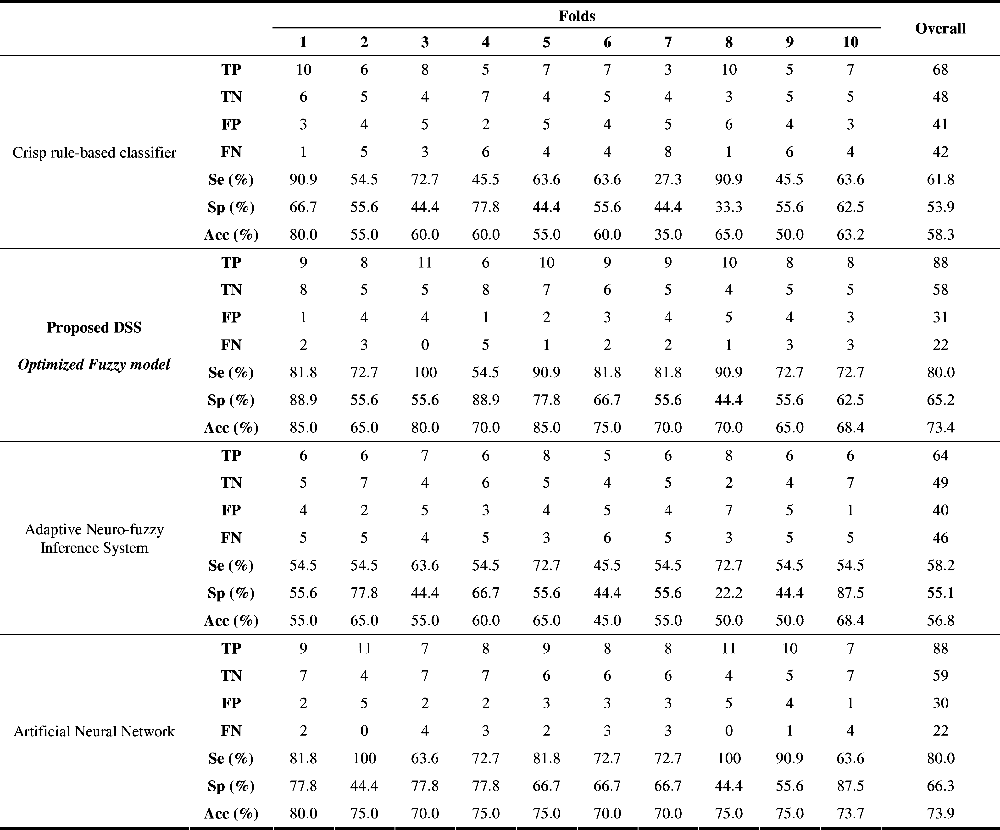 Folds Overall
1 2 3 4 5 6 7 8 9 10
TP 10 6 8 5 7 7 3 10 5 7 68
TN 6 5 4 7 4 5 4 3 5 5 48
FP 3 4 5 2 5 4 5 6 4 3 41
Crisp rule-based classifier FN 1 5 3 6 4 4 8 1 6 4 42
Se (%) 90.9 54.5 72.7 45.5 63.6 63.6 27.3 90.9 45.5 63.6 61.8
Sp (%) 66.7 55.6 44.4 77.8 44.4 55.6 44.4 33.3 55.6 62.5 53.9
Acc (%) 80.0 55.0 60.0 60.0 55.0 60.0 35.0 65.0 50.0 63.2 58.3
TP 9 8 11 6 10 9 9 10 8 8 88
TN 8 5 5 8 7 6 5 4 5 5 58
FP 1 4 4 1 2 3 4 5 4 3 31
Proposed DSS
FN 2 3 0 5 1 2 2 1 3 3 22
Optimized Fuzzy model
Se (%) 81.8 72.7 100 54.5 90.9 81.8 81.8 90.9 72.7 72.7 80.0
Sp (%) 88.9 55.6 55.6 88.9 77.8 66.7 55.6 44.4 55.6 62.5 65.2
Acc (%) 85.0 65.0 80.0 70.0 85.0 75.0 70.0 70.0 65.0 68.4 73.4
TP 6 6 7 6 8 5 6 8 6 6 64
TN 5 7 4 6 5 4 5 2 4 7 49
FP 4 2 5 3 4 5 4 7 5 1 40
Adaptive Neuro-fuzzy
FN 5 5 4 5 3 6 5 3 5 5 46
Inference System
Se (%) 54.5 54.5 63.6 54.5 72.7 45.5 54.5 72.7 54.5 54.5 58.2
Sp (%) 55.6 77.8 44.4 66.7 55.6 44.4 55.6 22.2 44.4 87.5 55.1
Acc (%) 55.0 65.0 55.0 60.0 65.0 45.0 55.0 50.0 50.0 68.4 56.8
TP 9 11 7 8 9 8 8 11 10 7 88
TN 7 4 7 7 6 6 6 4 5 7 59
FP 2 5 2 2 3 3 3 5 4 1 30
Artificial Neural Network FN 2 0 4 3 2 3 3 0 1 4 22
Se (%) 81.8 100 63.6 72.7 81.8 72.7 72.7 100 90.9 63.6 80.0
Sp (%) 77.8 44.4 77.8 77.8 66.7 66.7 66.7 44.4 55.6 87.5 66.3
Acc (%) 80.0 75.0 70.0 75.0 75.0 70.0 70.0 75.0 75.0 73.7 73.9